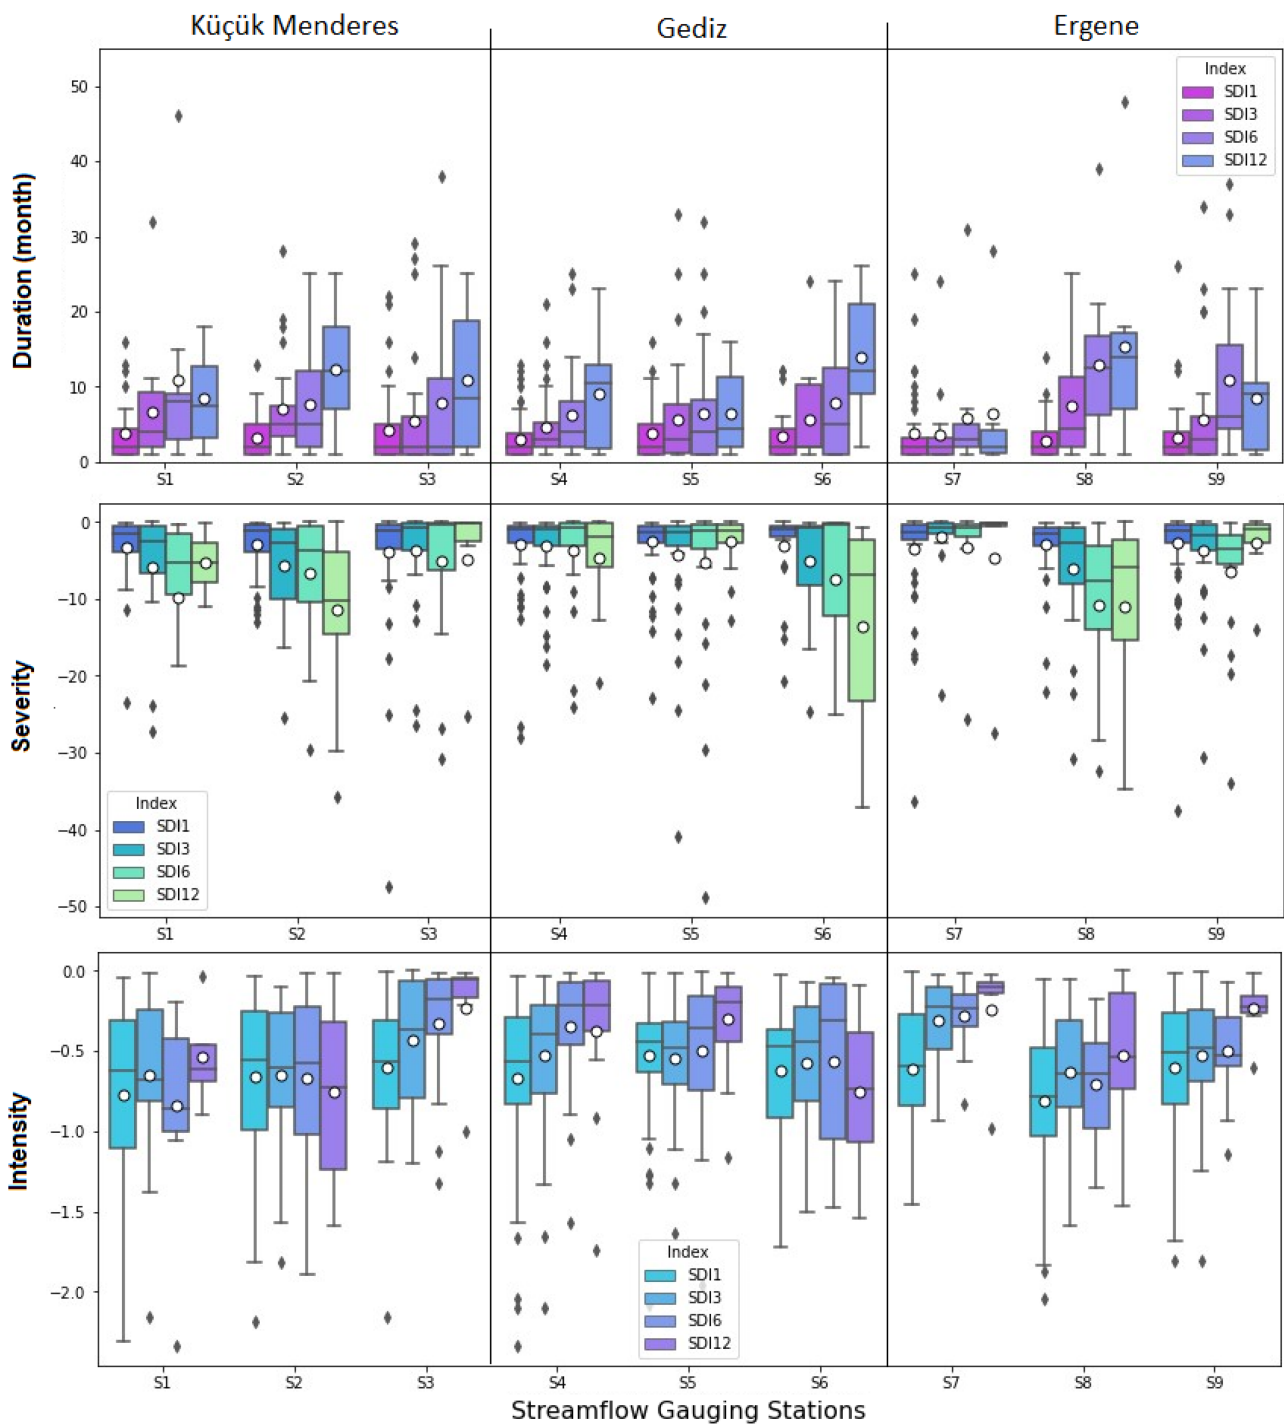 Küçük Menderes Gediz Ergene
Duration (month)
50
40
30
20
10
0
Index
SDI1
SDI3
SDI6
SDI12
S1 S2 S3 S4 S5 S6 S7 S8 S9
Severity
0
−10
−20
−30
−40
−50
Index
SDI1
SDI3
SDI6
SDI12
S1 S2 S3 S4 S5 S6 S7 S8 S9
Intensity
0.0
−0.5
−1.0
−1.5
−2.0
Index
SDI1
SDI3
SDI6
SDI12
S1 S2 S3 S4 S5 S6 S7 S8 S9
Streamflow Gauging Stations